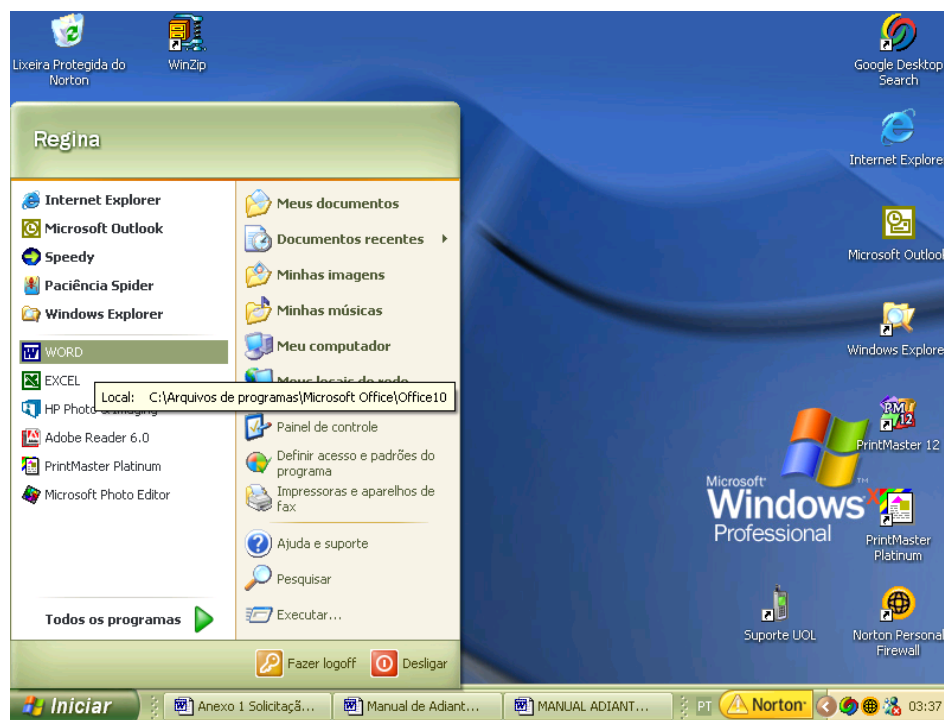 Lixeira Protegida do
Norton
WinZip
Google Desktop
Search
Internet Explore
Microsoft Outlool
Windows Explore
PrintMaster 12
PrintMaster
Platinum
Suporte UOL
Norton Personal
Firewall
Microsoft
Windows
Professional
Regina
Internet Explorer
Microsoft Outlook
Speedy
Paciência Spider
Windows Explorer
WORD
EXCEL
HP Photo & Imaging
Adobe Reader 6.0
PrintMaster Platinum
Microsoft Photo Editor
Todos os programas
Meus documentos
Documentos recentes
Minhas imagens
Minhas músicas
Meu computador
Meus locais de rede
Local: C:\Arquivos de programas\Microsoft Office\Office10
Painel de controle
Definir acesso e padrões do
programa
Impressoras e aparelhos de
fax
Ajuda e suporte
Pesquisar
Executar...
Fazer logoff
Desligar
Iniciar
Anexo 1 Solicitaçã...
Manual de Adiant...
MANUAL ADIANT...
PT
Norton
03:37